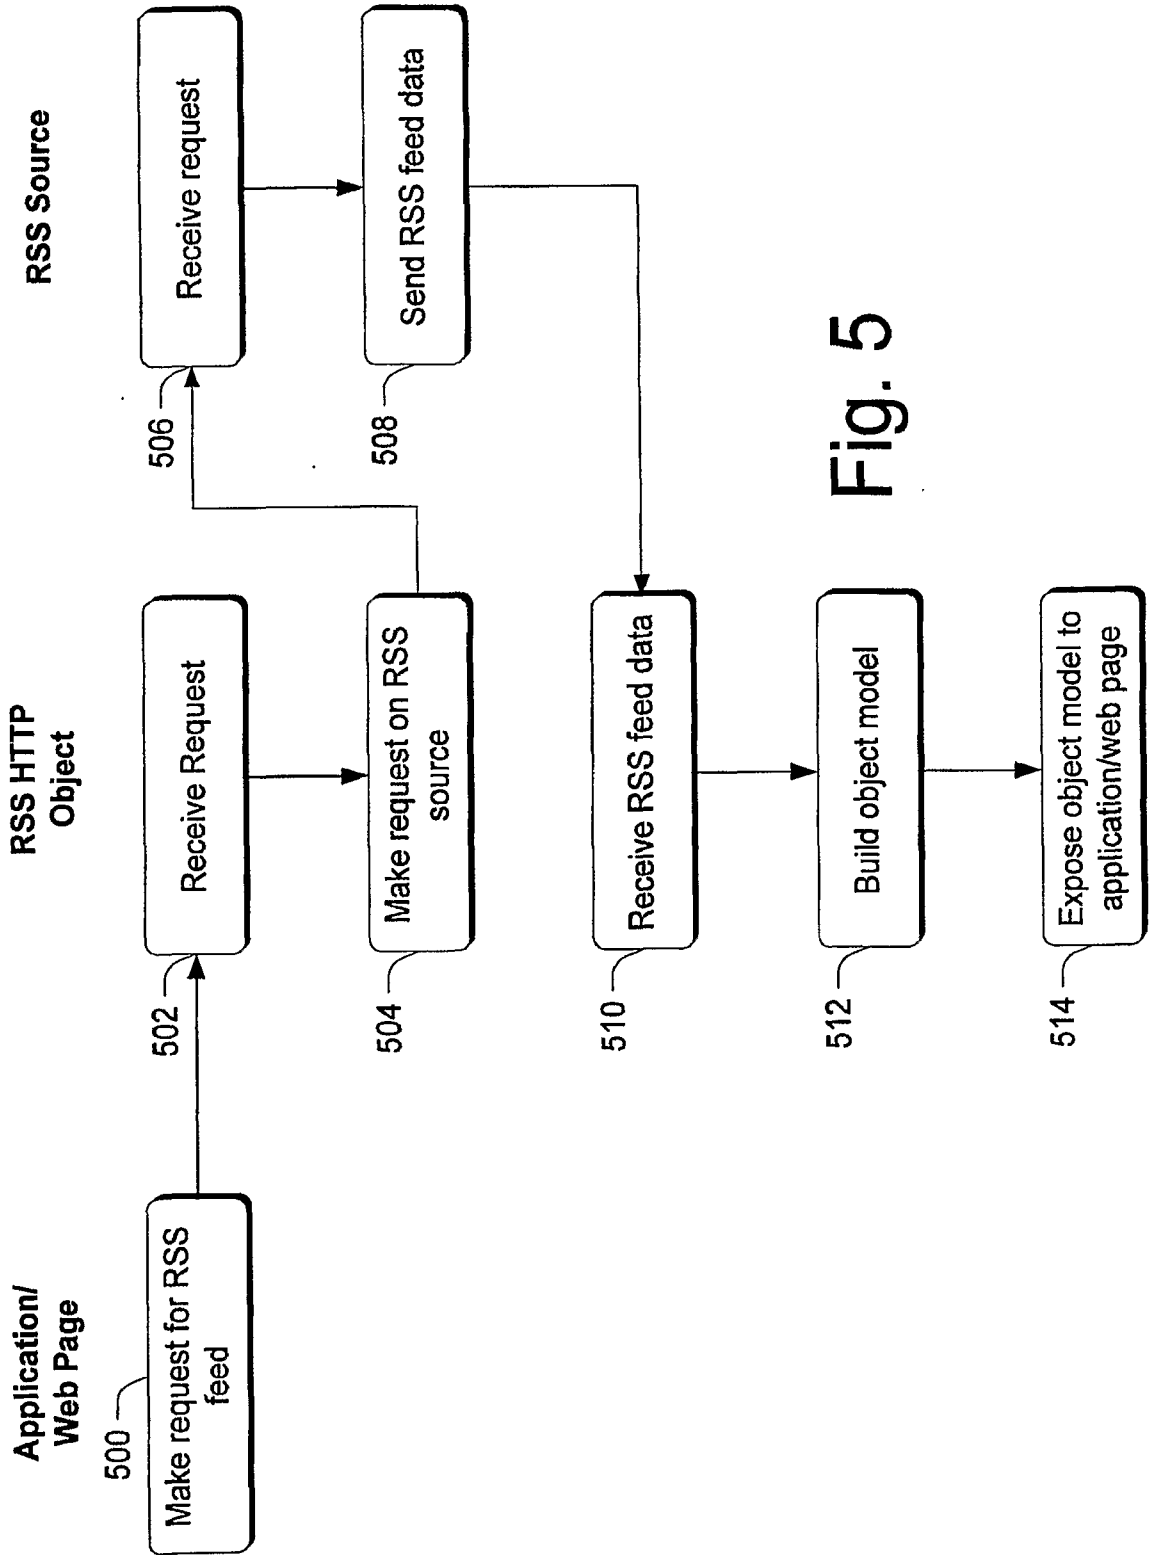 Application/
Web Page
RSS HTTP
Object
RSS Source
500
Make request for RSS
feed
502
Receive Request
504
Make request on RSS
source
506
Receive request
508
Send RSS feed data
510
Receive RSS feed data
512
Build object model
514
Expose object model to
application/web page
Fig. 5